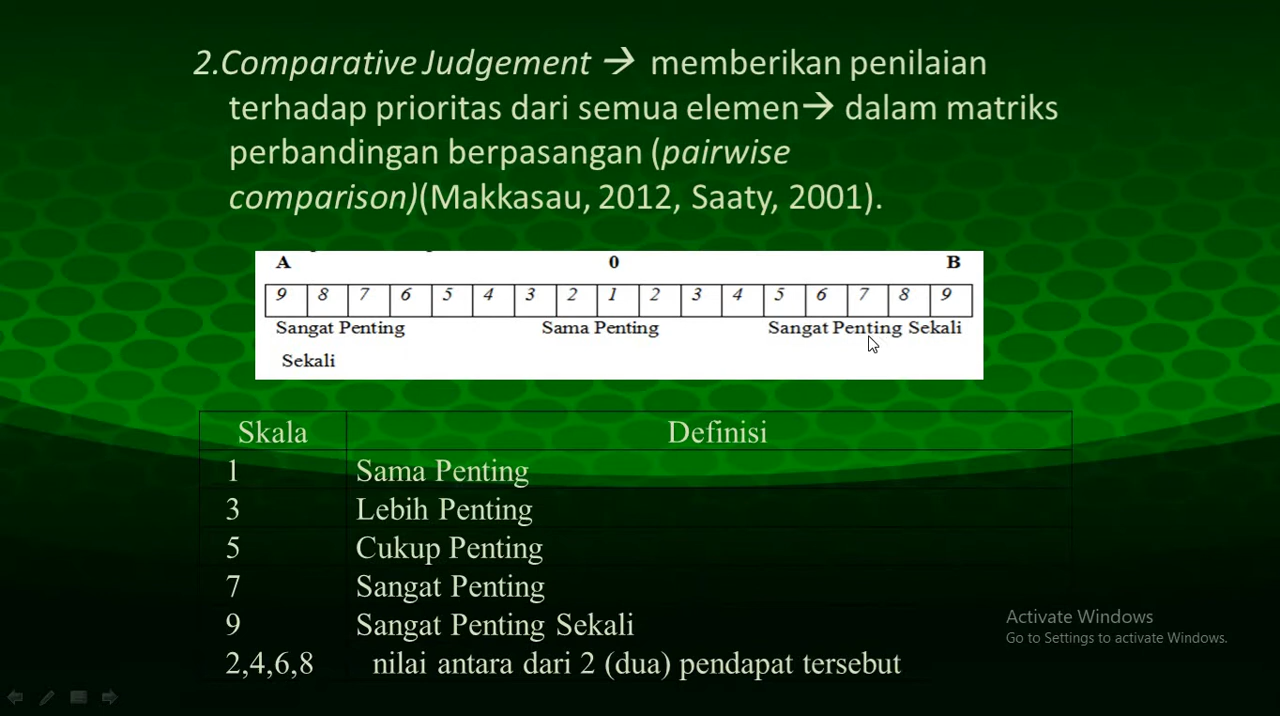 2.Comparative Judgement → memberikan penilaian
terhadap prioritas dari semua elemen→ dalam matriks
perbandingan berpasangan (pairwise
comparison)(Makkasau, 2012, Saaty, 2001).
A 0 B
9 8 7 6 5 4 3 2 1 2 3 4 5 6 7 8 9
Sangat Penting Sama Penting Sangat Penting Sekali
Sekali
Skala Definisi
1 Sama Penting
3 Lebih Penting
5 Cukup Penting
7 Sangat Penting
9 Sangat Penting Sekali
2,4,6,8 nilai antara dari 2 (dua) pendapat tersebut
Activate Windows
Go to Settings to activate Windows.